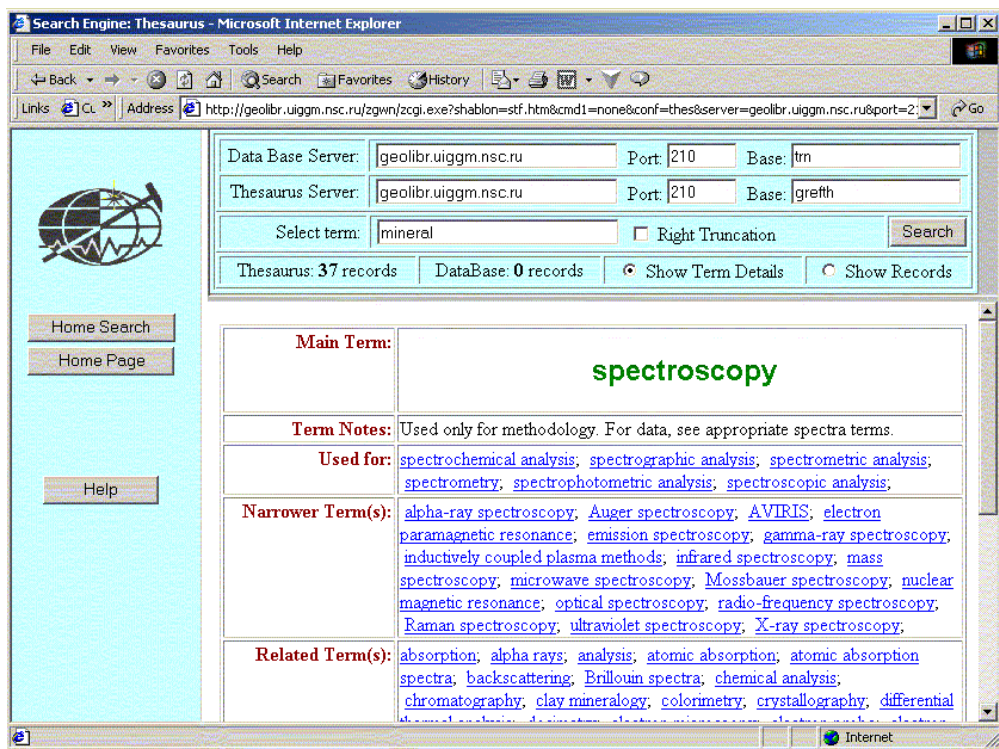 Search Engine: Thesaurus - Microsoft Internet Explorer
File Edit View Favorites Tools Help
Back Search Favorites History
Links CL » Address http://geolibr.uiggm.nsc.ru/zgwn/zcgi.exe?shablon=stf.htm&cmd1=none&conf=thes&server=geolibr.uiggm.nsc.ru&port=2: Go
Data Base Server: geolibr.uiggm.nsc.ru Port: 210 Base: trn
Thesaurus Server: geolibr.uiggm.nsc.ru Port: 210 Base: grefth
Select term: mineral Right Truncation Search
Thesaurus: 37 records DataBase: 0 records Show Term Details Show Records
Home Search
Home Page
Help
Main Term:
spectroscopy
Term Notes: Used only for methodology. For data, see appropriate spectra terms.
Used for: spectrochemical analysis; spectrographic analysis; spectrometric analysis;
spectrometry; spectrophotometric analysis; spectroscopic analysis;
Narrower Term(s): alpha-ray spectroscopy; Auger spectroscopy; AVIRIS; electron
paramagnetic resonance; emission spectroscopy; gamma-ray spectroscopy;
inductively coupled plasma methods; infrared spectroscopy; mass
spectroscopy; microwave spectroscopy; Mossbauer spectroscopy; nuclear
magnetic resonance; optical spectroscopy; radio-frequency spectroscopy;
Raman spectroscopy; ultraviolet spectroscopy; X-ray spectroscopy;
Related Term(s): absorption; alpha rays; analysis; atomic absorption; atomic absorption
spectra; backscattering; Brillouin spectra; chemical analysis;
chromatography; clay mineralogy; colorimetry; crystallography; differential
Internet